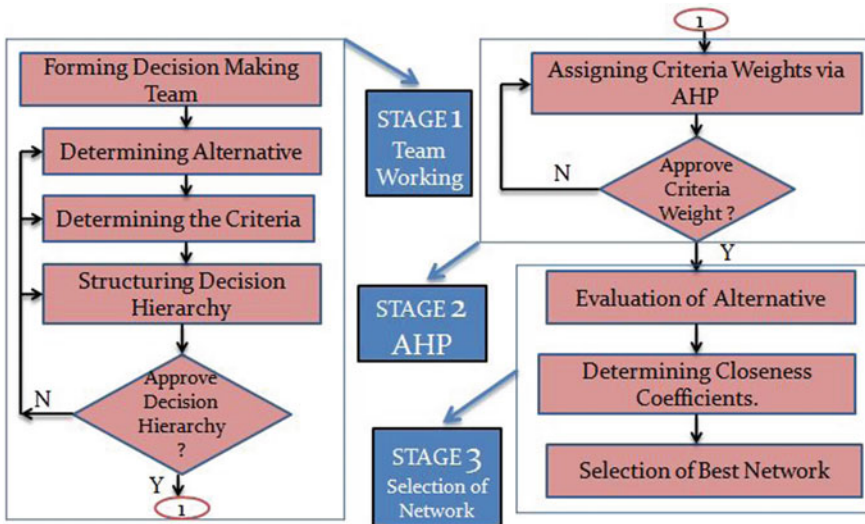 Forming Decision Making
Team
Determining Alternative
Determining the Criteria
Structuring Decision
Hierarchy
Approve
Decision
Hierarchy
?
N
Y
1
STAGE 1
Team
Working
STAGE 2
AHP
STAGE 3
Selection of
Network
1
Assigning Criteria Weights via
AHP
Approve
Criteria
Weight ?
N
Y
Evaluation of Alternative
Determining Closeness
Coefficients.
Selection of Best Network